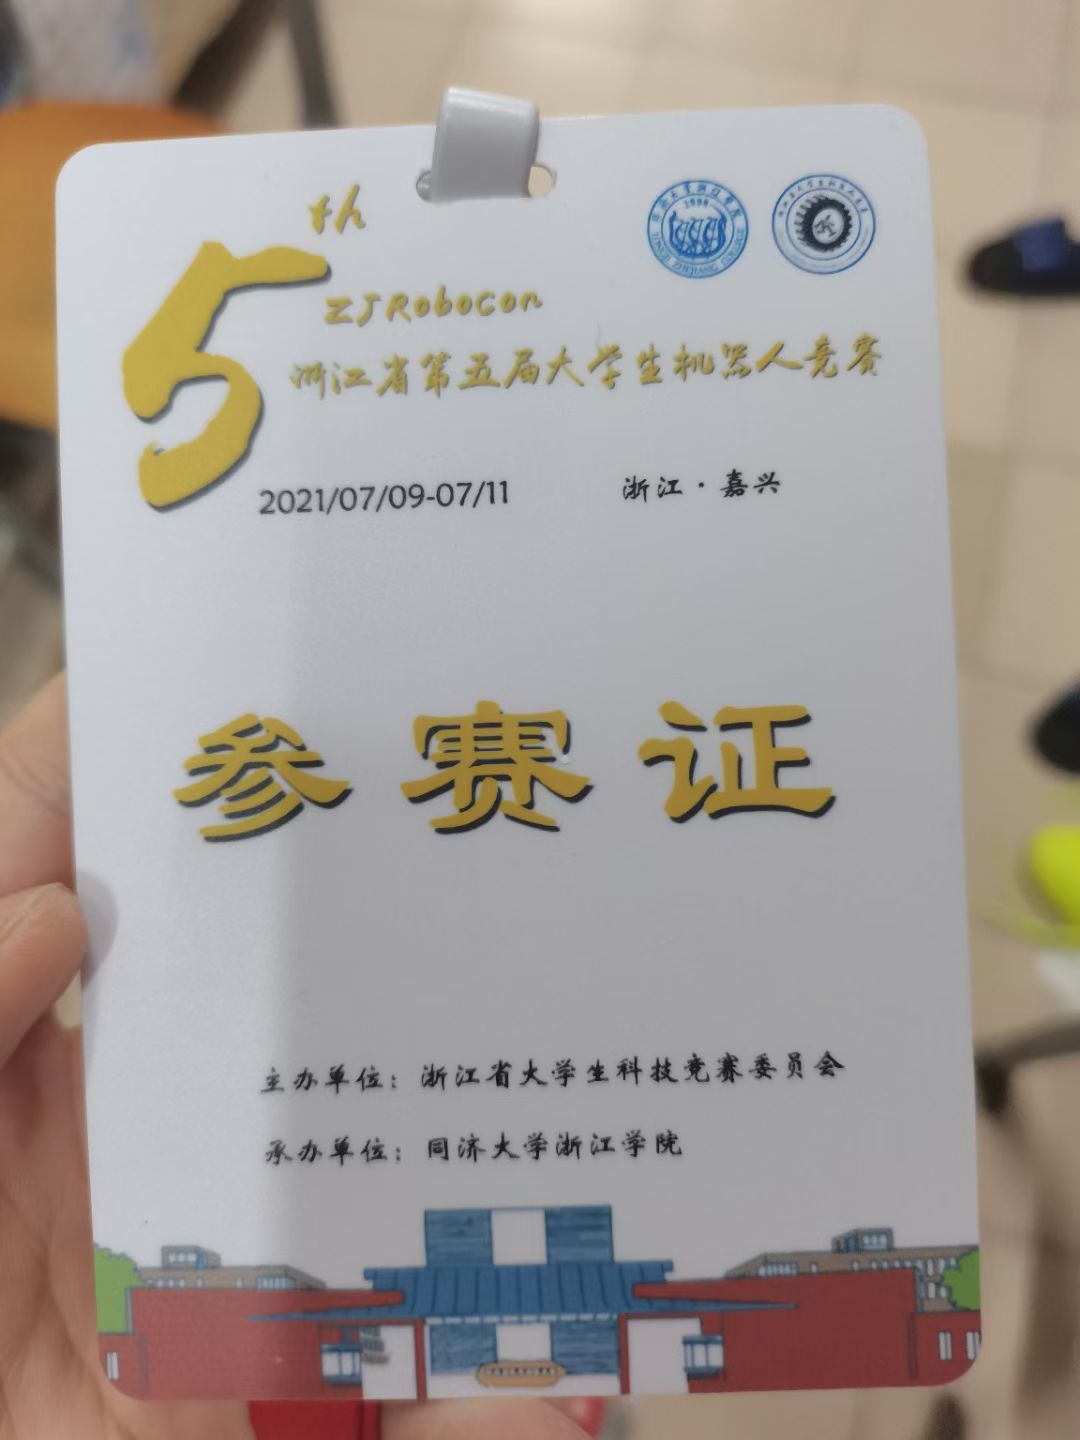 5th
ZJ Robocon
浙江省第五届大学生机器人竞赛
2021/07/09-07/11 浙江·嘉兴
参赛证
主办单位：浙江省大学生科技竞赛委员会
承办单位：同济大学浙江学院